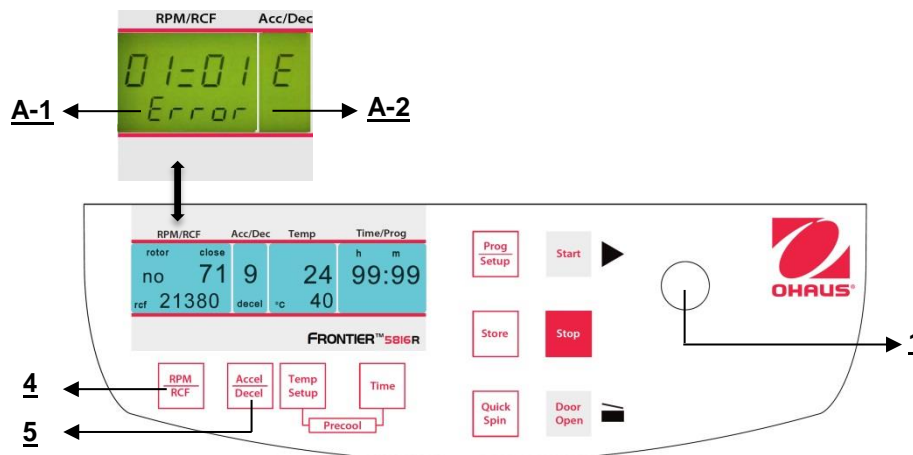 RPM/RCF Acc/Dec
01=01 E
Error
A-1
A-2
RPM/RCF Acc/Dec Temp Time/Prog
rotor close h m
no 71 9 24 99:99
rcf 21380 decel °C 40
FRONTIER™5816R
4
RPM
RCF
Accel
Decel
Temp
Setup
Time
5
Precool
Prog
Setup
Start
Store
Stop
Quick
Spin
Door
Open
OHAUS®
1